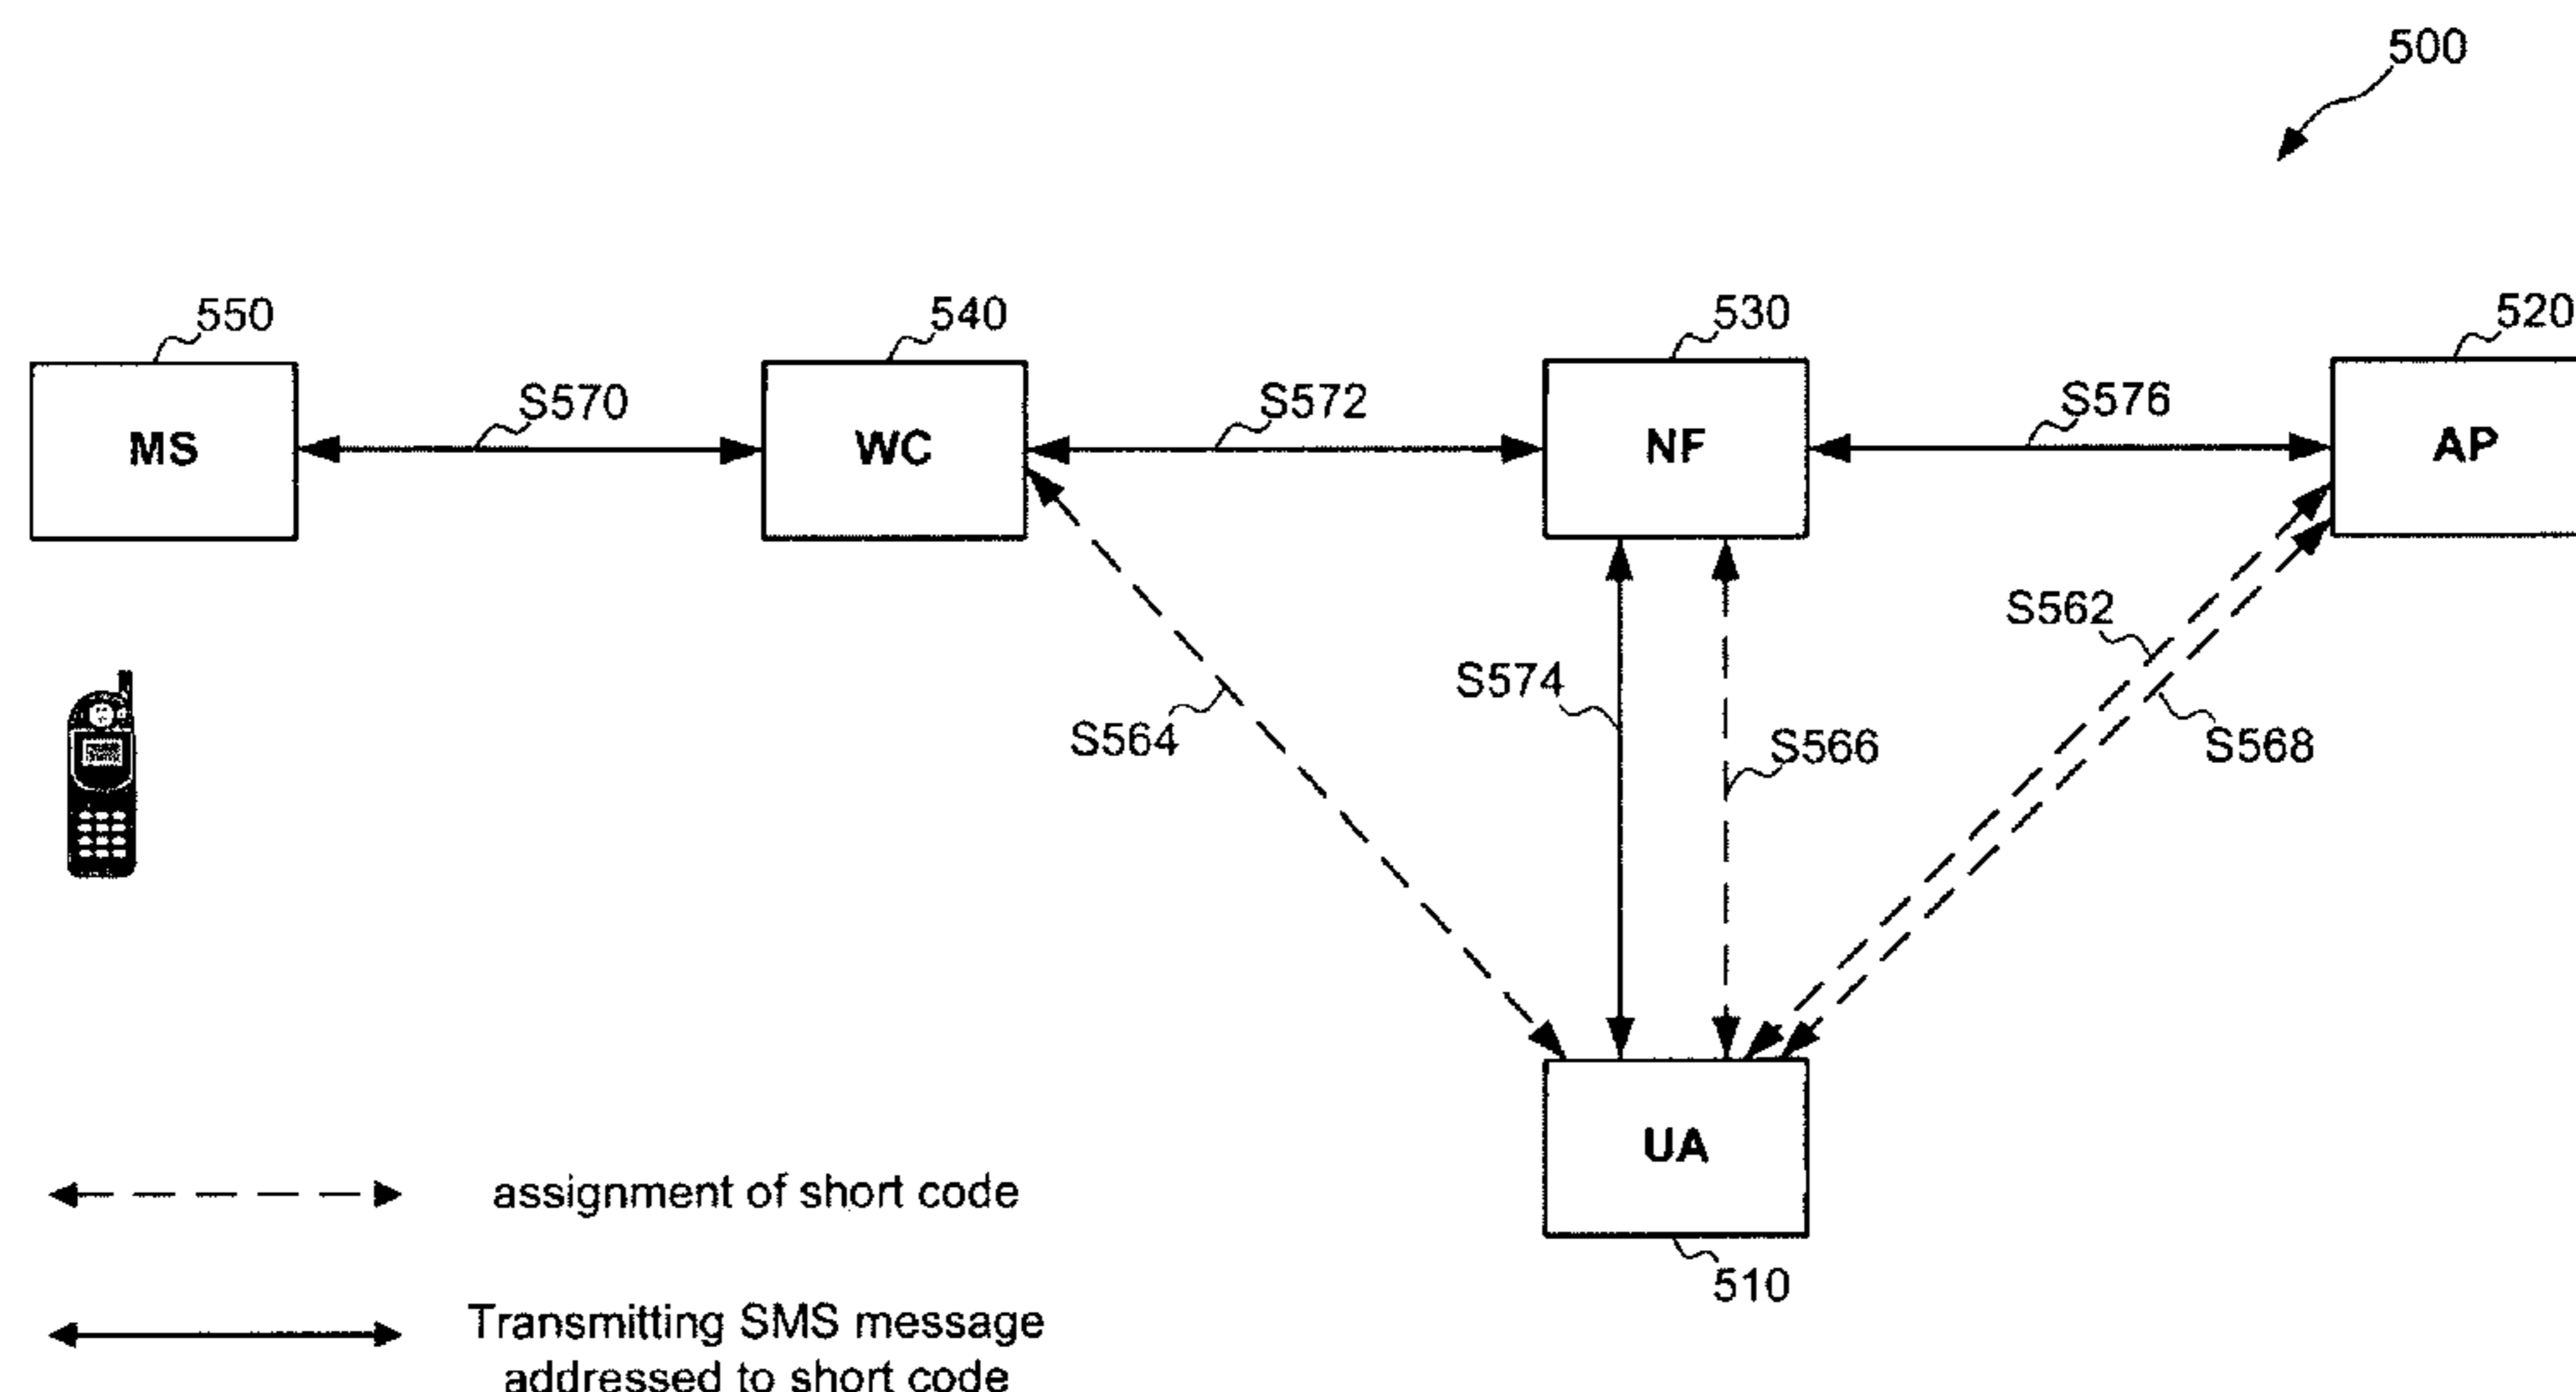 500
550
540
530
520
S570
S572
S576
MS
WC
NF
AP
S562
S574
S564
S566
S568
UA
assignment of short code
510
Transmitting SMS message
addressed to short code